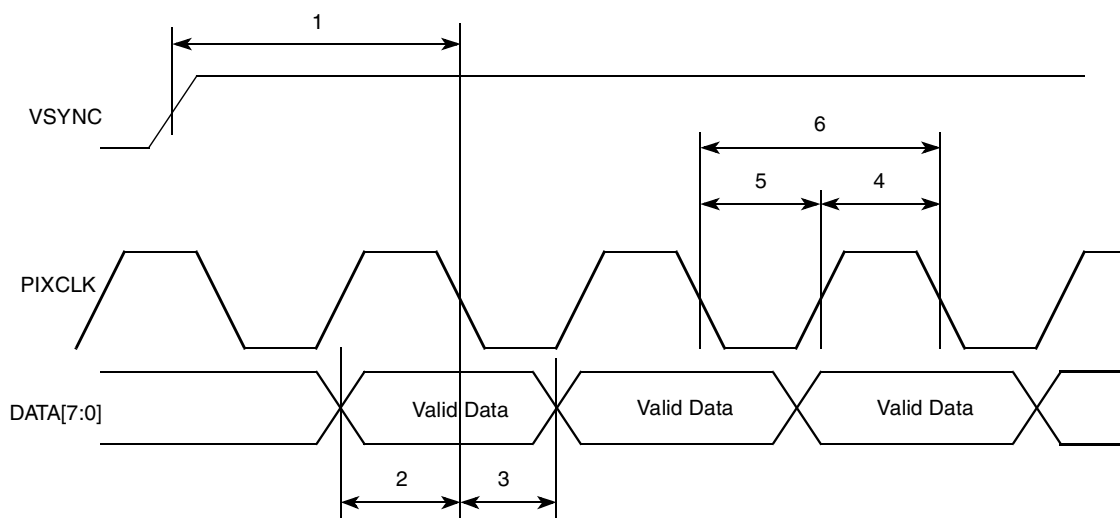 1
VSYNC
6
5
4
PIXCLK
DATA[7:0]
Valid Data
Valid Data
Valid Data
2
3